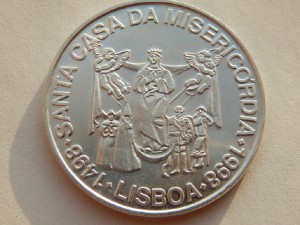 1498 • SANTA CASA DA MISERICÓRDIA • 1998 • LISBOA •